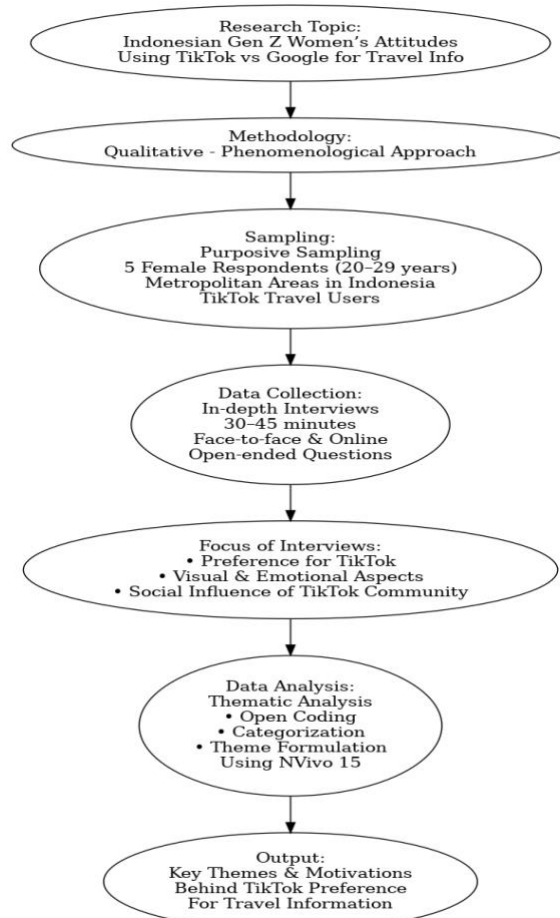 Research Topic:
Indonesian Gen Z Women’s Attitudes
Using TikTok vs Google for Travel Info
Methodology:
Qualitative - Phenomenological Approach
Sampling:
Purposive Sampling
5 Female Respondents (20–29 years)
Metropolitan Areas in Indonesia
TikTok Travel Users
Data Collection:
In-depth Interviews
30–45 minutes
Face-to-face & Online
Open-ended Questions
Focus of Interviews:
• Preference for TikTok
• Visual & Emotional Aspects
• Social Influence of TikTok Community
Data Analysis:
Thematic Analysis
• Open Coding
• Categorization
• Theme Formulation
Using NVivo 15
Output:
Key Themes & Motivations
Behind TikTok Preference
For Travel Information